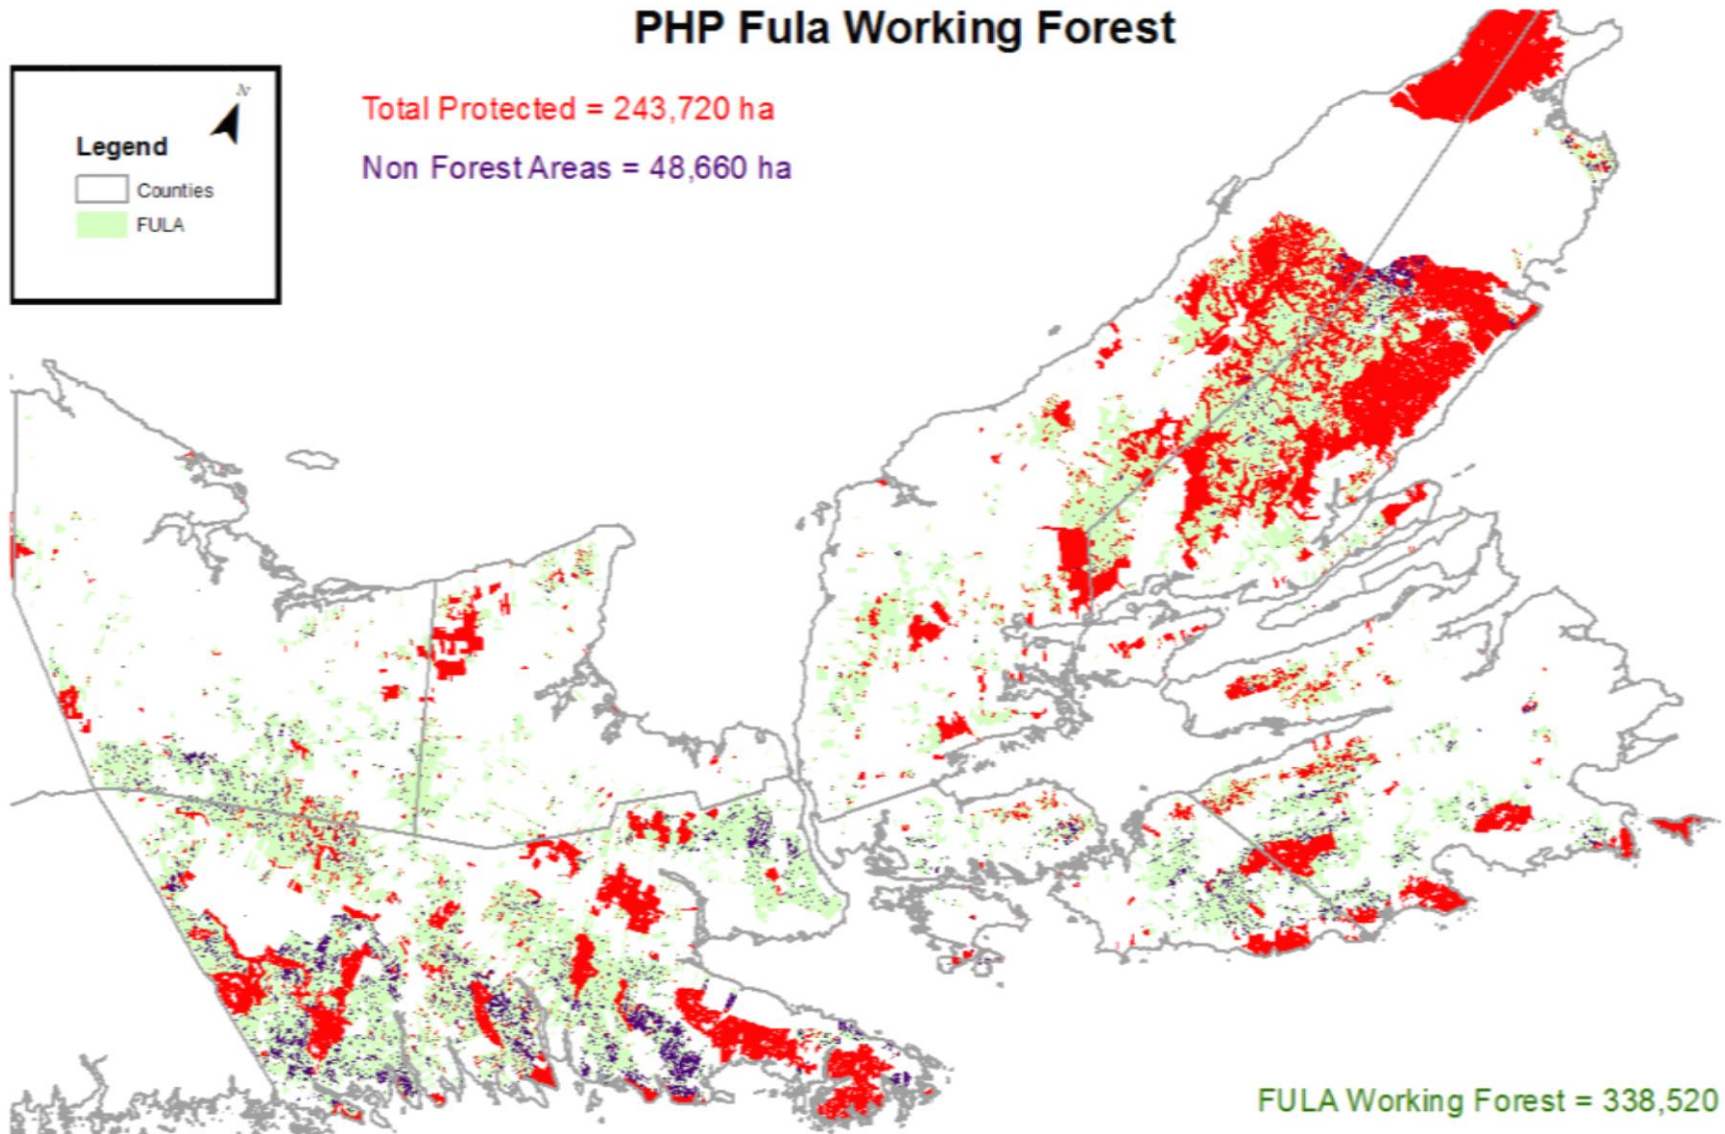 PHP Fula Working Forest
N
Legend
Counties
FULA
Total Protected = 243,720 ha
Non Forest Areas = 48,660 ha
FULA Working Forest = 338,520